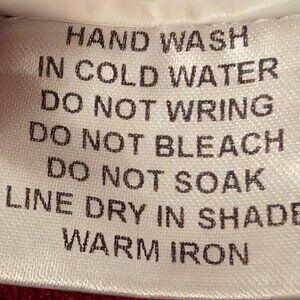 HAND WASH
IN COLD WATER
DO NOT WRING
DO NOT BLEACH
DO NOT SOAK
LINE DRY IN SHADE
WARM IRON